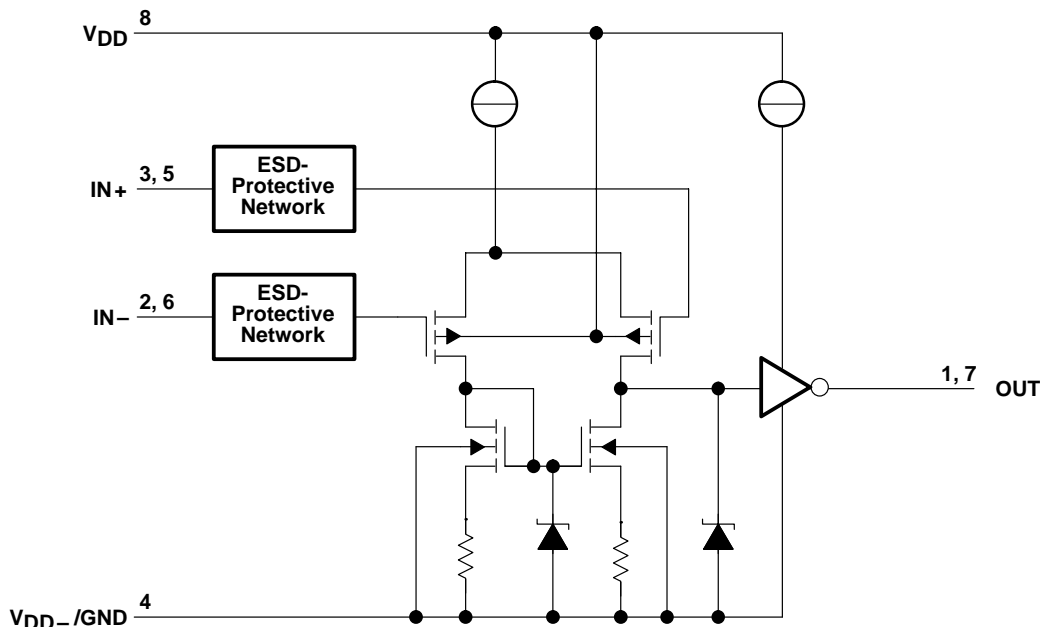 8
VDD
ESD-
Protective
Network
3, 5
IN+
ESD-
Protective
Network
2, 6
IN−
1, 7
OUT
4
VDD− /GND